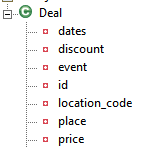 Deal
dates
discount
event
id
location_code
place
price